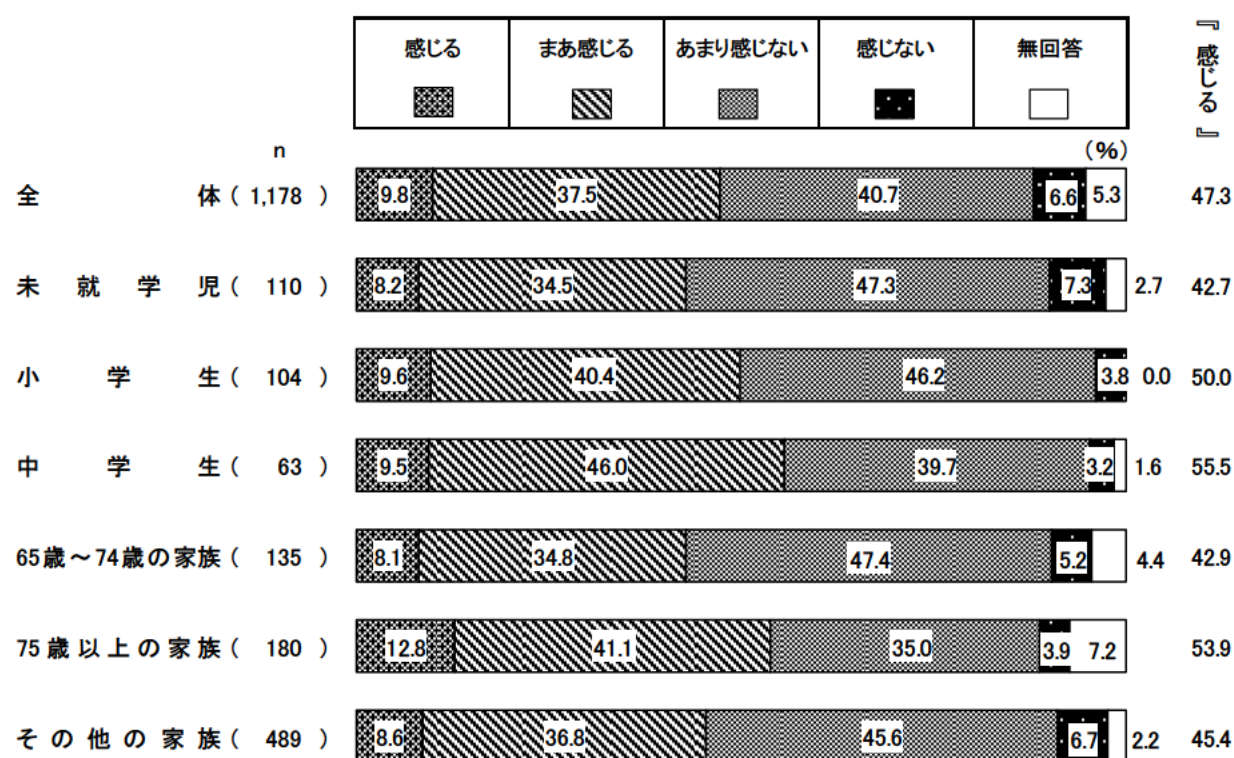 感じる まあ感じる あまり感じない 感じない 無回答 『感じる』
n (%)
全体( 1,178 ) 9.8 37.5 40.7 6.6 5.3 47.3
未就学児( 110 ) 8.2 34.5 47.3 7.3 2.7 42.7
小学生( 104 ) 9.6 40.4 46.2 3.8 0.0 50.0
中学生( 63 ) 9.5 46.0 39.7 3.2 1.6 55.5
65歳～74歳の家族( 135 ) 8.1 34.8 47.4 5.2 4.4 42.9
75歳以上の家族( 180 ) 12.8 41.1 35.0 3.9 7.2 53.9
その他の家族( 489 ) 8.6 36.8 45.6 6.7 2.2 45.4